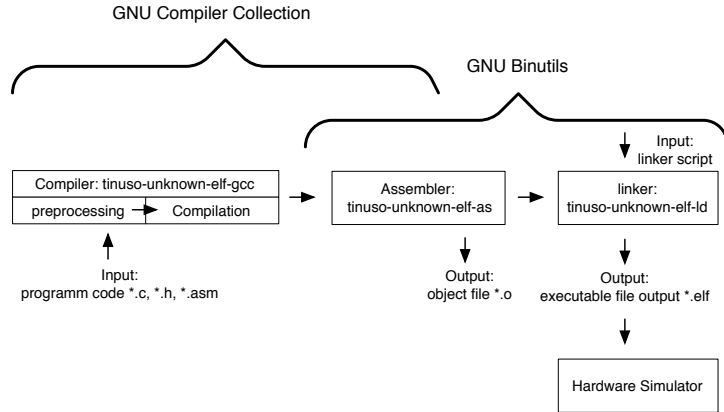 GNU Compiler Collection
GNU Binutils
Input:
linker script
Compiler: tinuso-unknown-elf-gcc
preprocessing
Compilation
Assembler:
tinuso-unknown-elf-as
linker:
tinuso-unknown-elf-ld
Input:
programm code *.c, *.h, *.asm
Output:
object file *.o
Output:
executable file output *.elf
Hardware Simulator